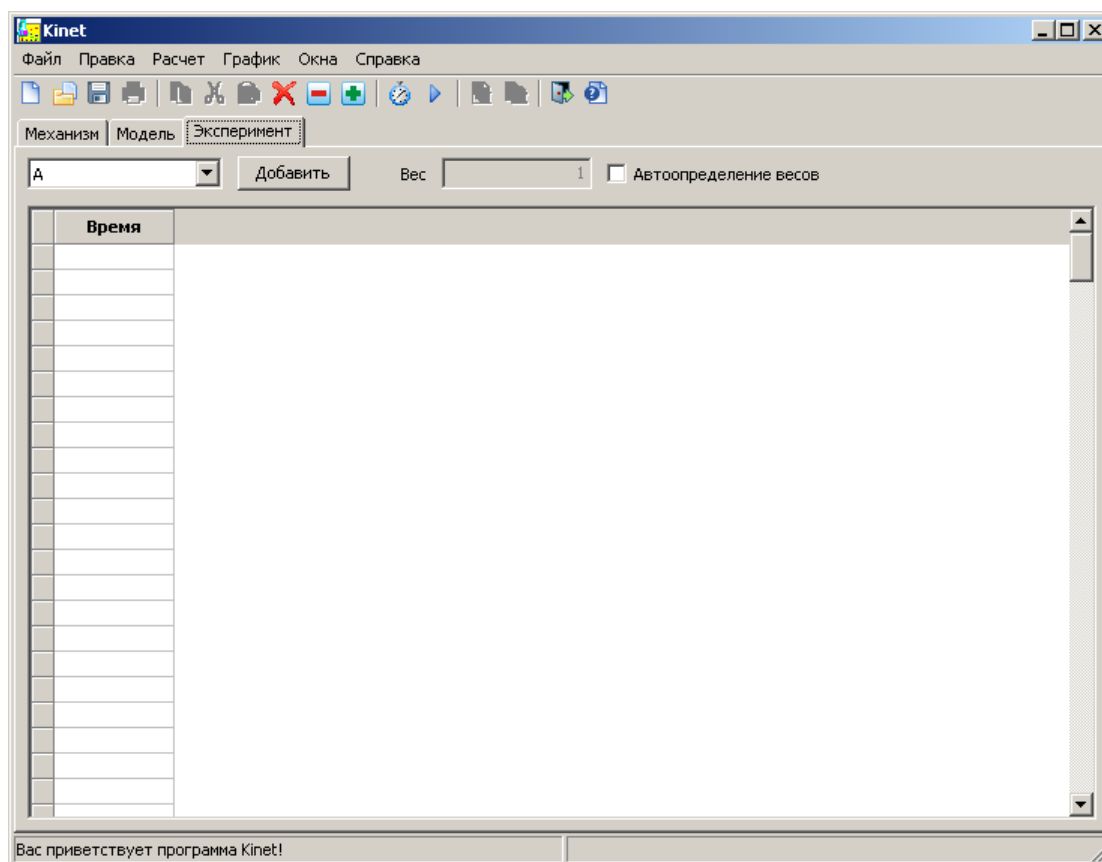 Kinet
Файл Правка Расчет График Окна Справка
Механизм Модель Эксперимент
A Добавить Вес 1 Автоопределение весов
Время
Вас приветствует программа Kinet!